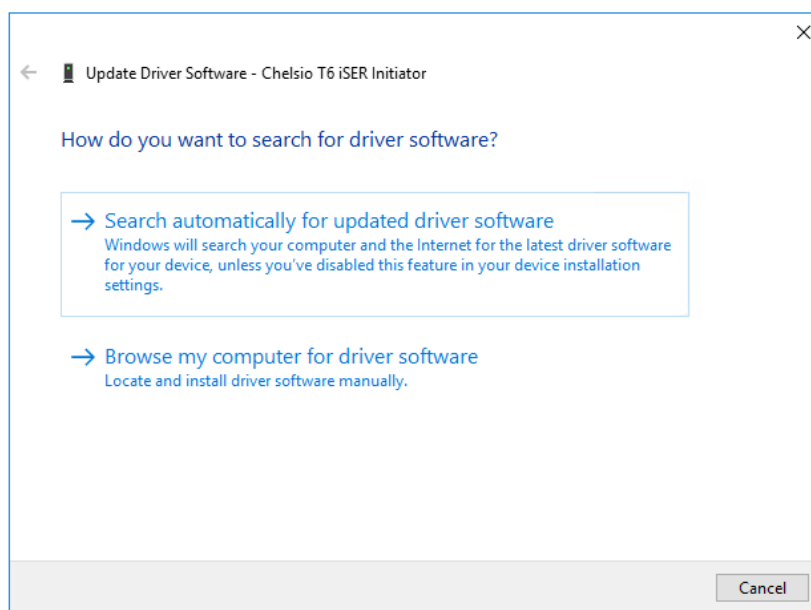 Update Driver Software - Chelsio T6 iSER Initiator
How do you want to search for driver software?
Search automatically for updated driver software
Windows will search your computer and the Internet for the latest driver software
for your device, unless you've disabled this feature in your device installation
settings.
Browse my computer for driver software
Locate and install driver software manually.
Cancel